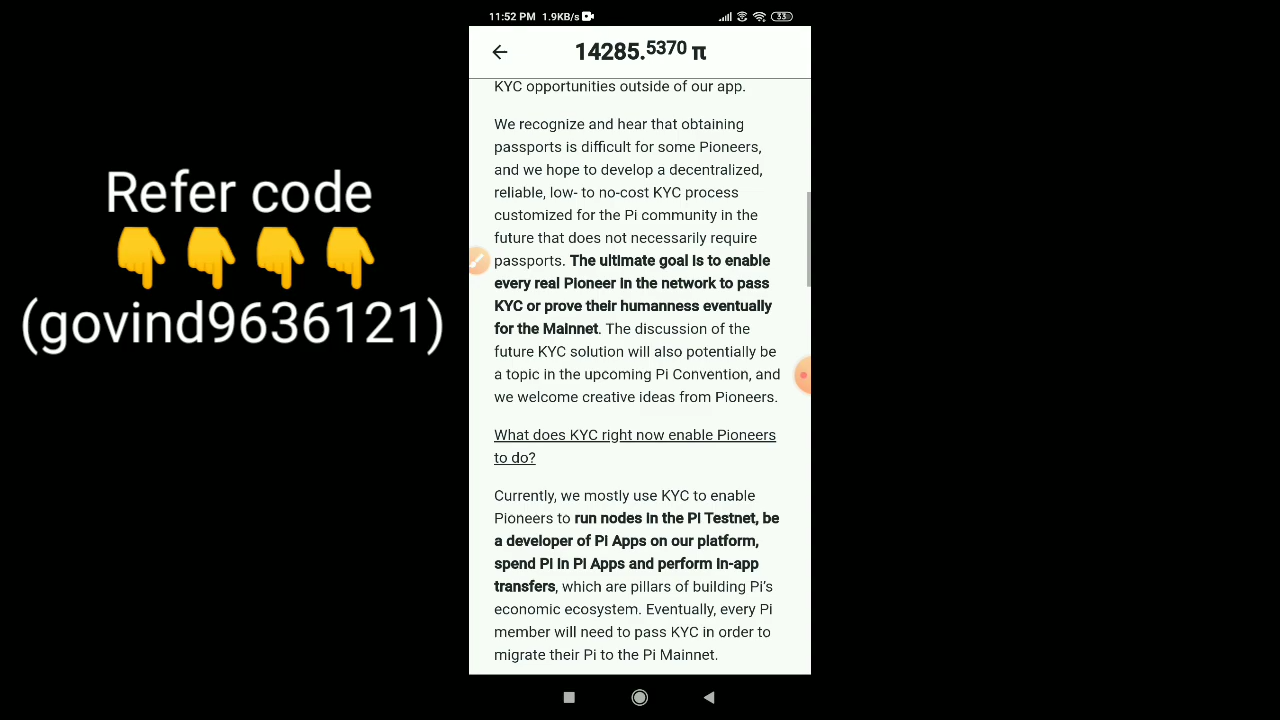 Refer code
👇👇👇👇
(govind9636121)
11:52 PM 1.9KB/s
33
14285.5370 π
KYC opportunities outside of our app.
We recognize and hear that obtaining
passports is difficult for some Pioneers,
and we hope to develop a decentralized,
reliable, low- to no-cost KYC process
customized for the Pi community in the
future that does not necessarily require
passports. The ultimate goal is to enable
every real Pioneer in the network to pass
KYC or prove their humanness eventually
for the Mainnet. The discussion of the
future KYC solution will also potentially be
a topic in the upcoming Pi Convention, and
we welcome creative ideas from Pioneers.
What does KYC right now enable Pioneers
to do?
Currently, we mostly use KYC to enable
Pioneers to run nodes in the Pi Testnet, be
a developer of Pi Apps on our platform,
spend Pi in Pi Apps and perform in-app
transfers, which are pillars of building Pi's
economic ecosystem. Eventually, every Pi
member will need to pass KYC in order to
migrate their Pi to the Pi Mainnet.